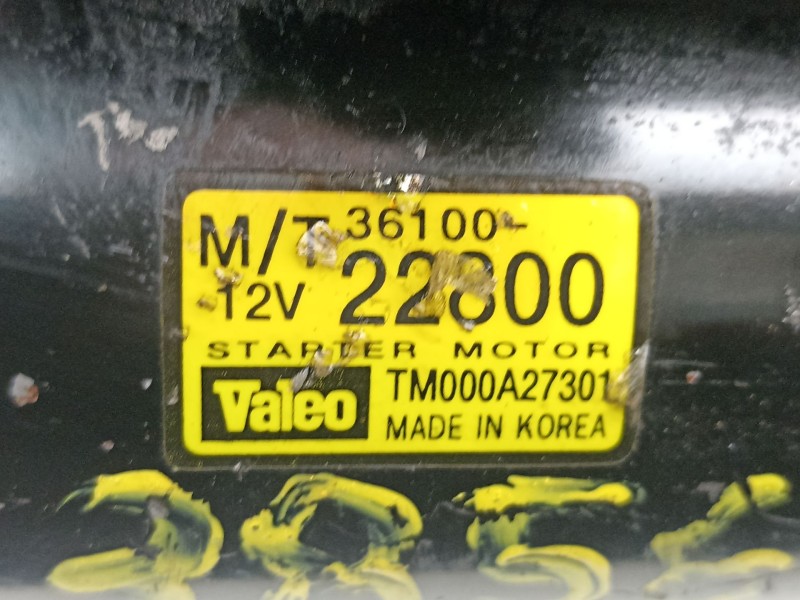 M/T 36100-
12V 22800
STARTER MOTOR
Valeo TM000A27301
MADE IN KOREA